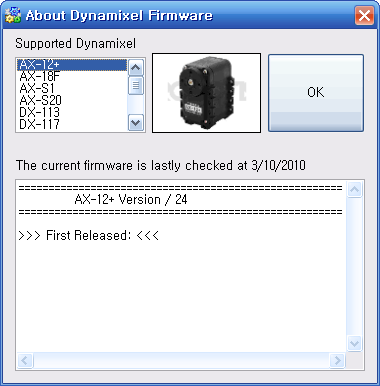 About Dynamixel Firmware
Supported Dynamixel
AX-12+
AX-18F
AX-S1
AX-S20
DX-113
DX-117
OK
The current firmware is lastly checked at 3/10/2010
======================================================
AX-12+ Version / 24
======================================================
>>> First Released: <<<